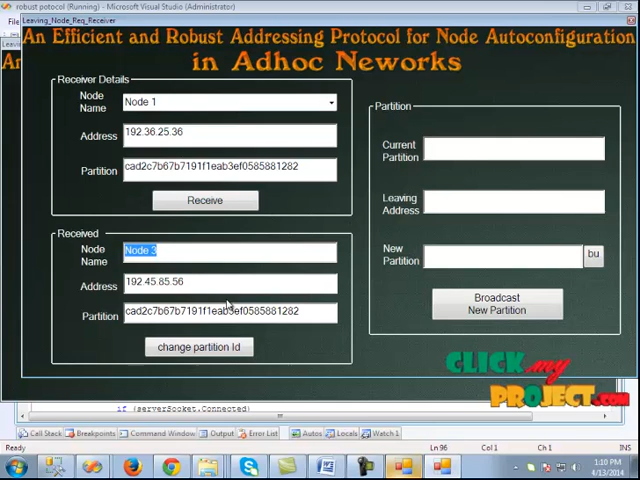 robust potocol (Running) - Microsoft Visual Studio (Administrator)
Leaving_Node_Req_Receiver
An Efficient and Robust Addressing Protocol for Node Autoconfiguration
in Adhoc Neworks
Receiver Details
Node Name
Node 1
Address
192.36.25.36
Partition
cad2c7b67b7191f1eab3ef0585881282
Receive
Received
Node Name
Node 3
Address
192.45.85.56
Partition
cad2c7b67b7191f1eab3ef0585881282
change partition Id
Partition
Current Partition
Leaving Address
New Partition
bu
Broadcast
New Partition
CLICK my
PROJECT.com
if (serverSocket.Connected)
Call Stack
Breakpoints
Command Window
Output
Error List
Autos
Locals
Watch 1
Ready
Ln 96
Col 1
Ch 1
INS
1:10 PM
4/13/2014